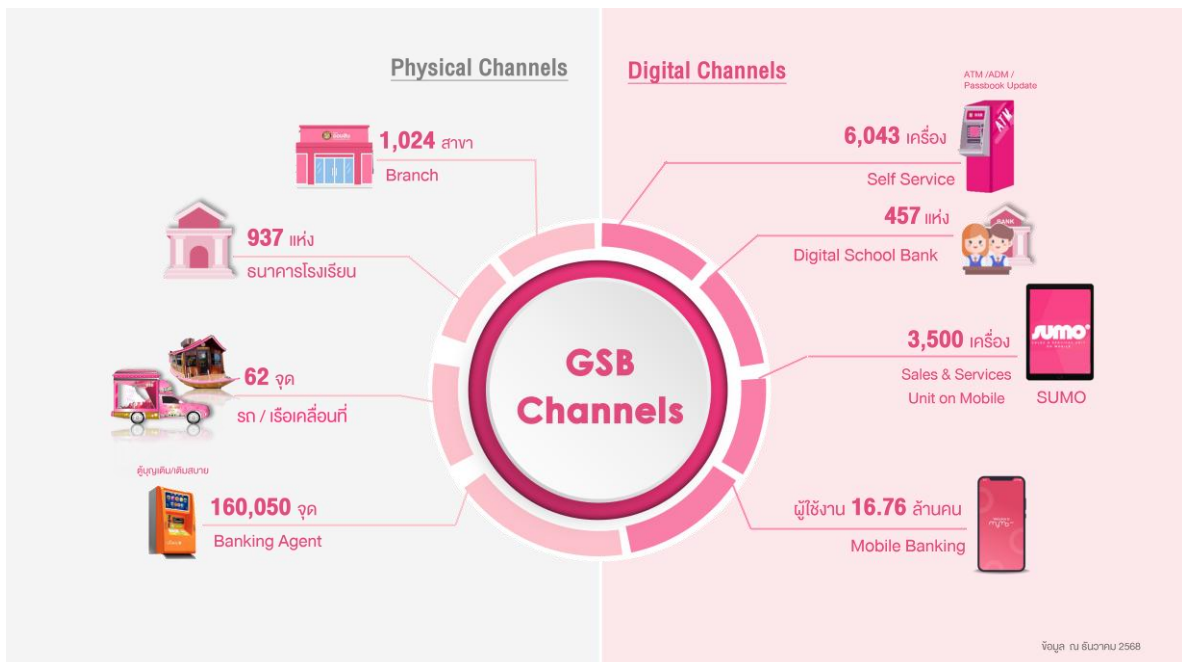 Physical Channels
1,024 สาขา
Branch
937 แห่ง
ธนาคารโรงเรียน
62 จุด
รถ / เรือเคลื่อนที่
ตู้บุญเติม/เติมสบาย
160,050 จุด
Banking Agent
GSB
Channels
Digital Channels
ATM /ADM /
Passbook Update
ATM
6,043 เครื่อง
Self Service
457 แห่ง
BANK
Digital School Bank
3,500 เครื่อง
SUMO
Sales & Services
Unit on Mobile
SUMO
ผู้ใช้งาน 16.76 ล้านคน
Mobile Banking
mymo
ข้อมูล ณ ธันวาคม 2568